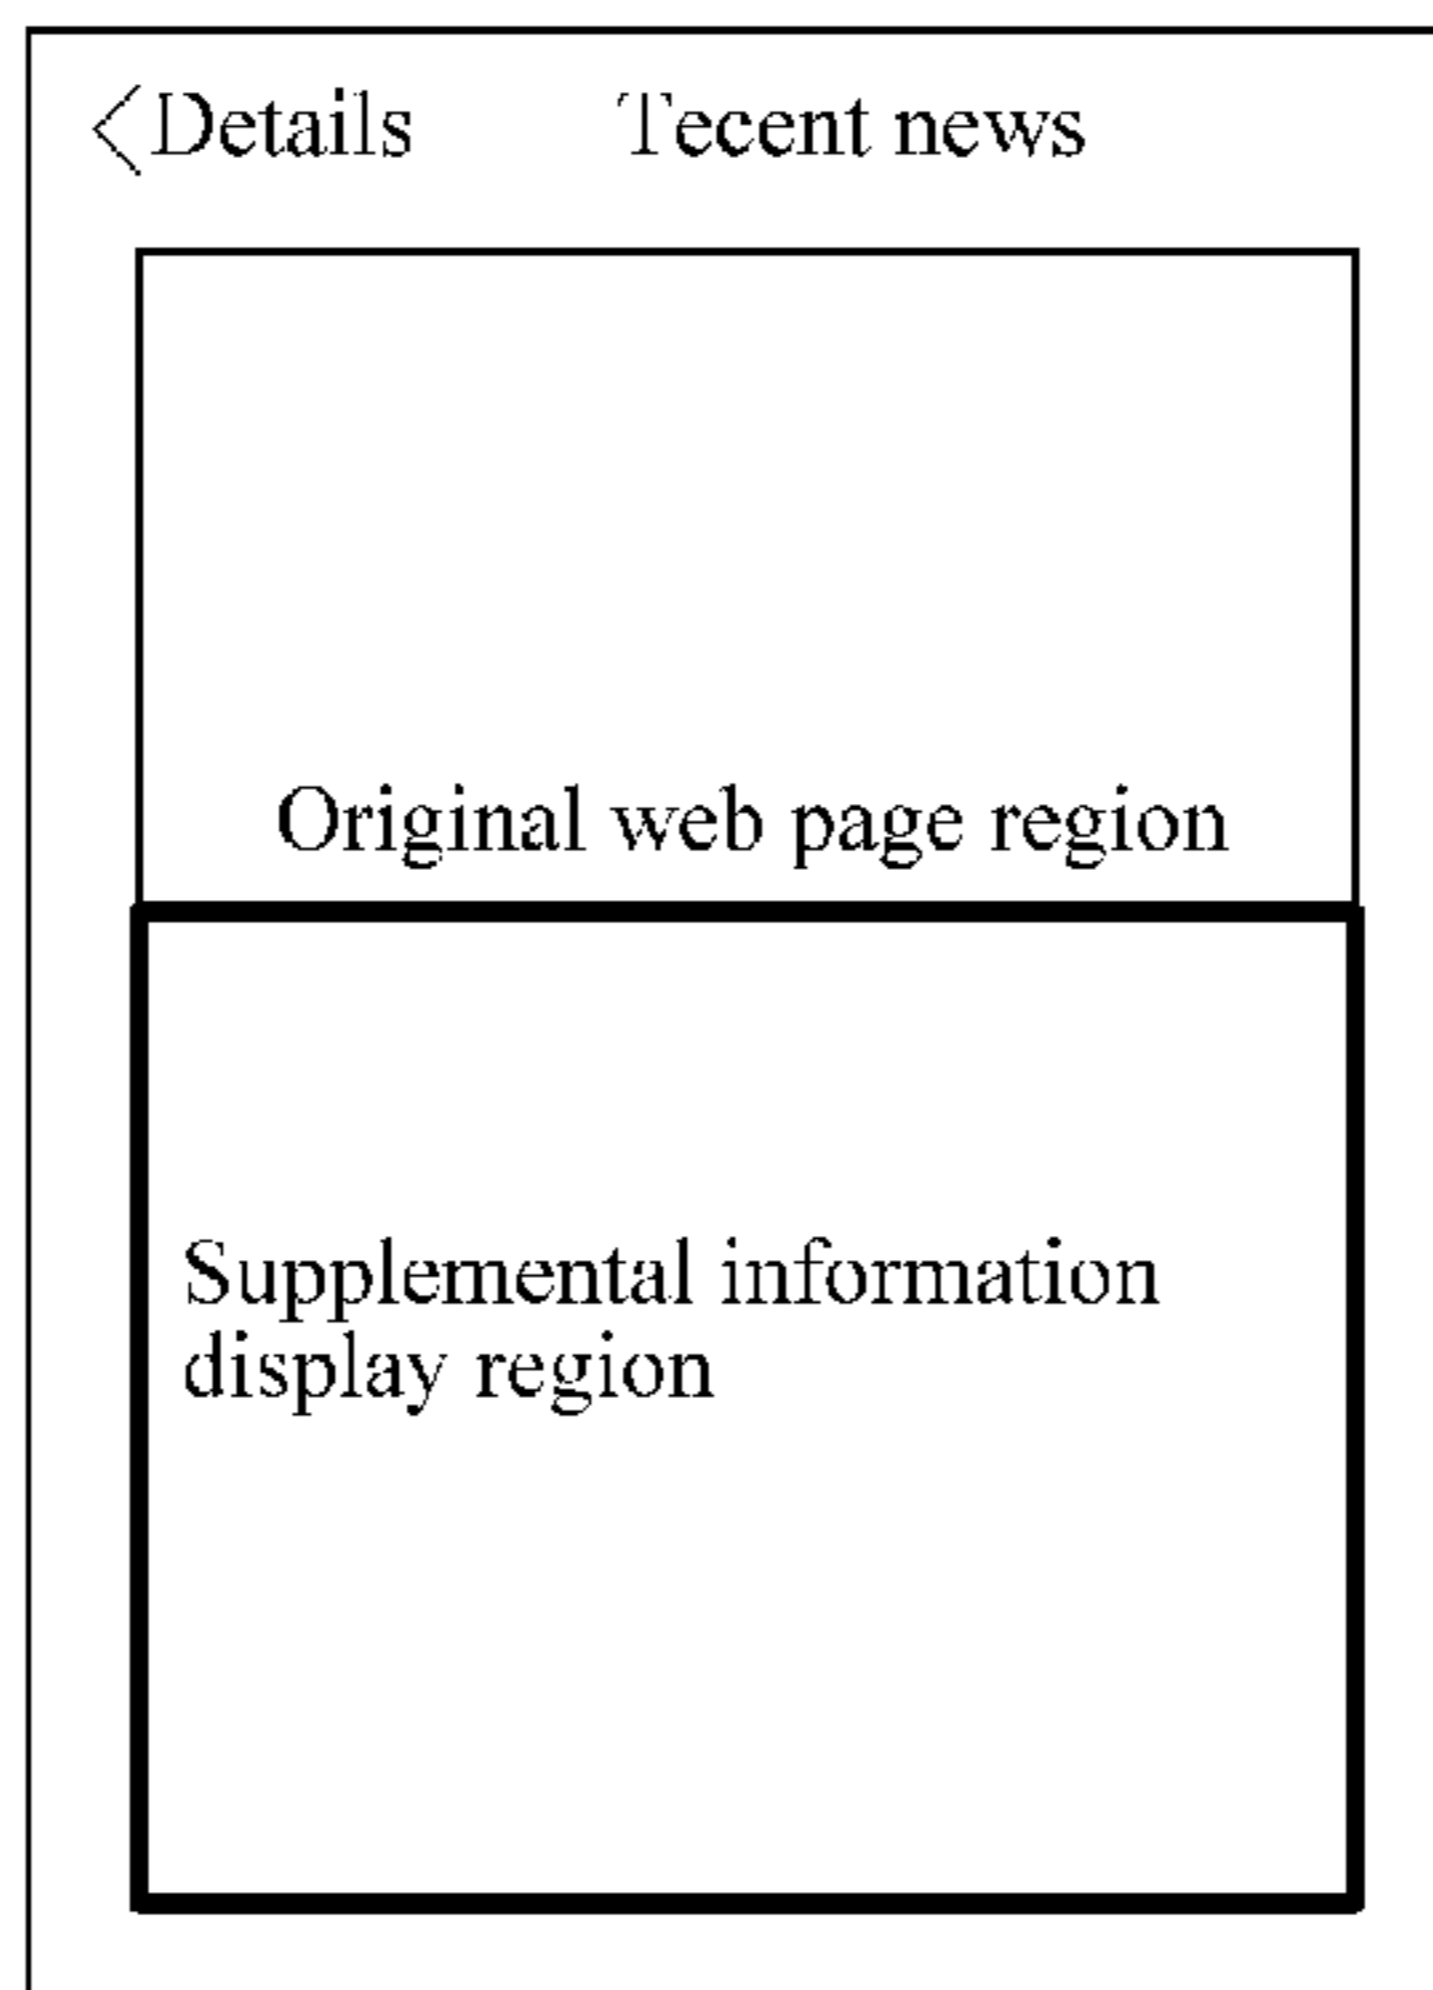 <Details Tecent news
Original web page region
Supplemental information
display region